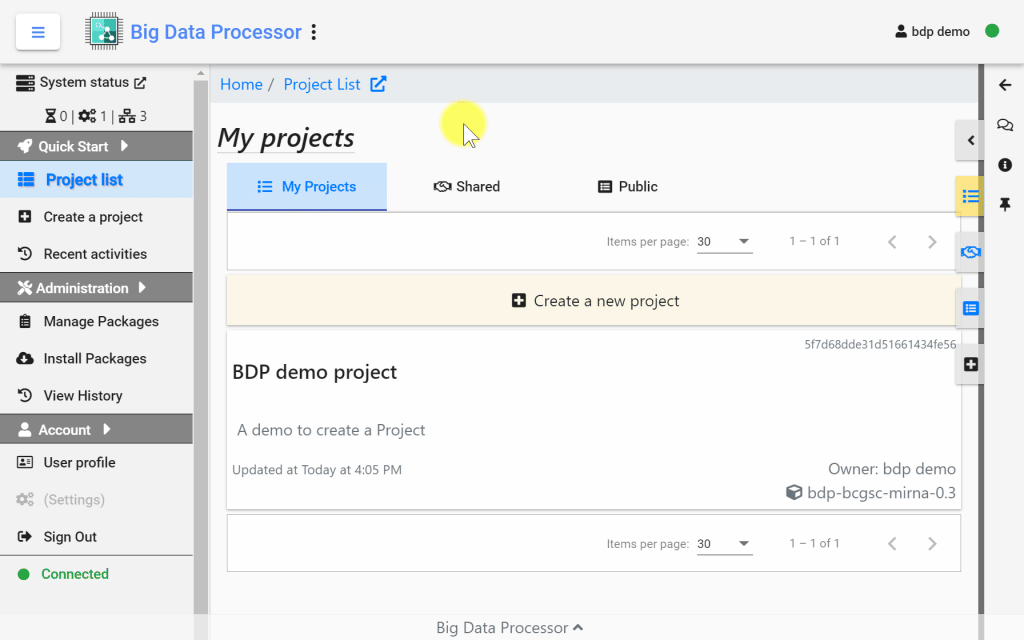 Big Data Processor
bdp demo
System status
0 | 1 | 3
Quick Start
Project list
Create a project
Recent activities
Administration
Manage Packages
Install Packages
View History
Account
User profile
(Settings)
Sign Out
Connected
Home / Project List
My projects
My Projects
Shared
Public
Items per page: 30
1 – 1 of 1
Create a new project
5f7d68dde31d51661434fe56
BDP demo project
A demo to create a Project
Updated at Today at 4:05 PM
Owner: bdp demo
bdp-bcgsc-mirna-0.3
Items per page: 30
1 – 1 of 1
Big Data Processor